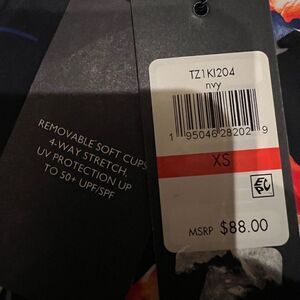 REMOVABLE SOFT CUPS
4-WAY STRETCH,
UV PROTECTION UP
TO 50+ UPF/SPF
TZ1KI204
nvy
1 95046 28202 9
XS
MSRP $88.00